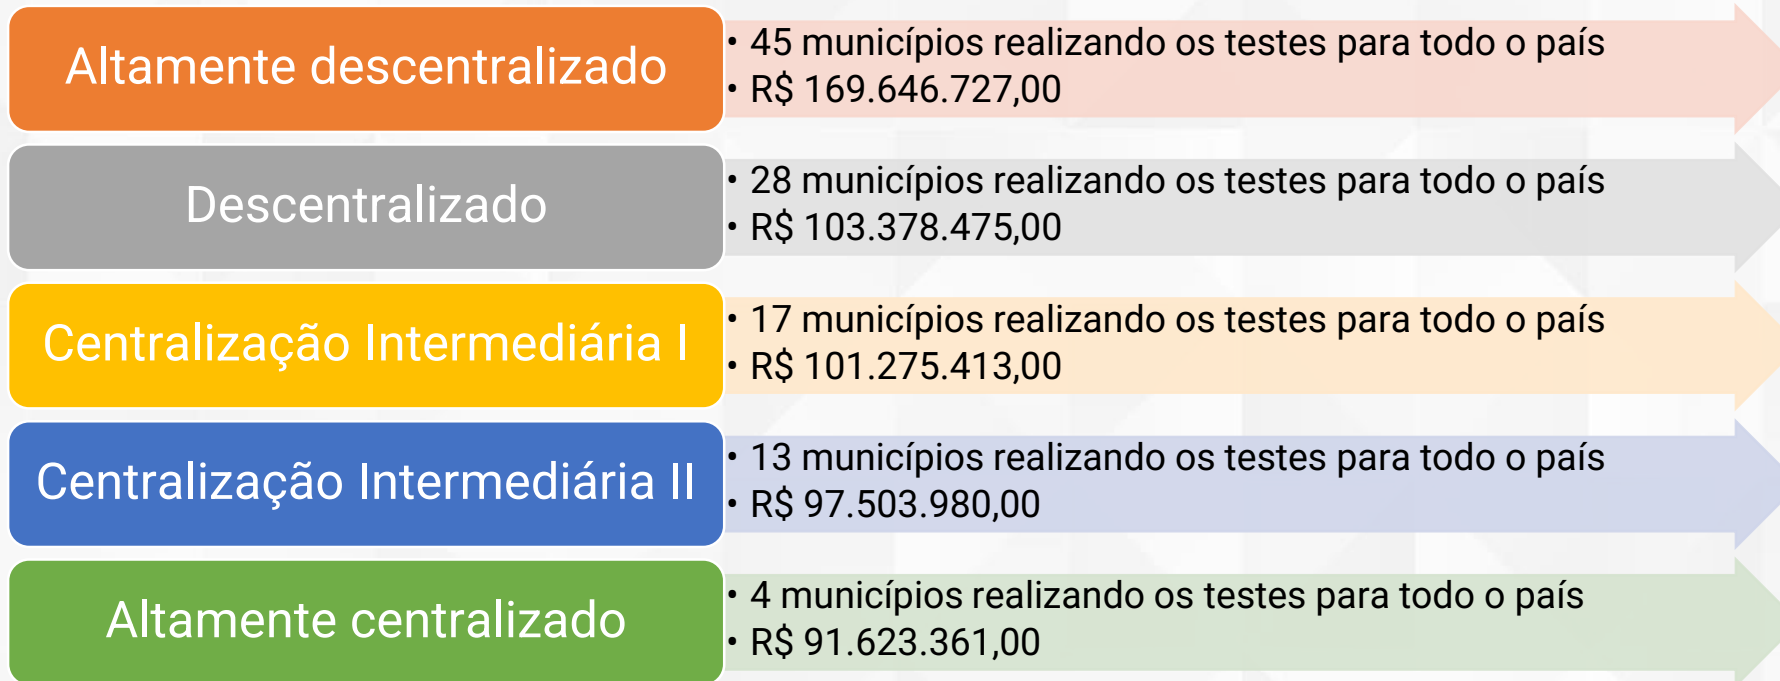 Altamente descentralizado
• 45 municípios realizando os testes para todo o país
• R$ 169.646.727,00
Descentralizado
• 28 municípios realizando os testes para todo o país
• R$ 103.378.475,00
Centralização Intermediária I
• 17 municípios realizando os testes para todo o país
• R$ 101.275.413,00
Centralização Intermediária II
• 13 municípios realizando os testes para todo o país
• R$ 97.503.980,00
Altamente centralizado
• 4 municípios realizando os testes para todo o país
• R$ 91.623.361,00